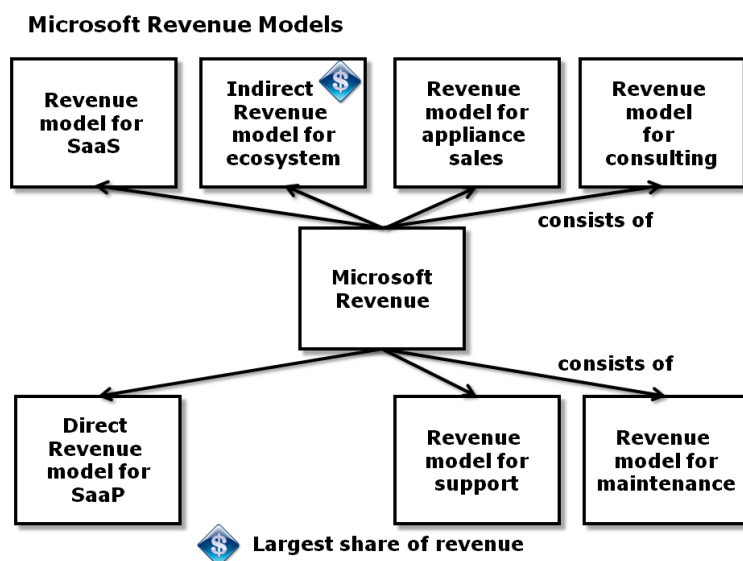 Microsoft Revenue Models
Revenue
model for
SaaS
Indirect
Revenue
model for
ecosystem
$
Revenue
model for
appliance
sales
Revenue
model
for
consulting
consists of
Microsoft
Revenue
consists of
Direct
Revenue
model for
SaaP
Revenue
model for
support
Revenue
model for
maintenance
$
Largest share of revenue